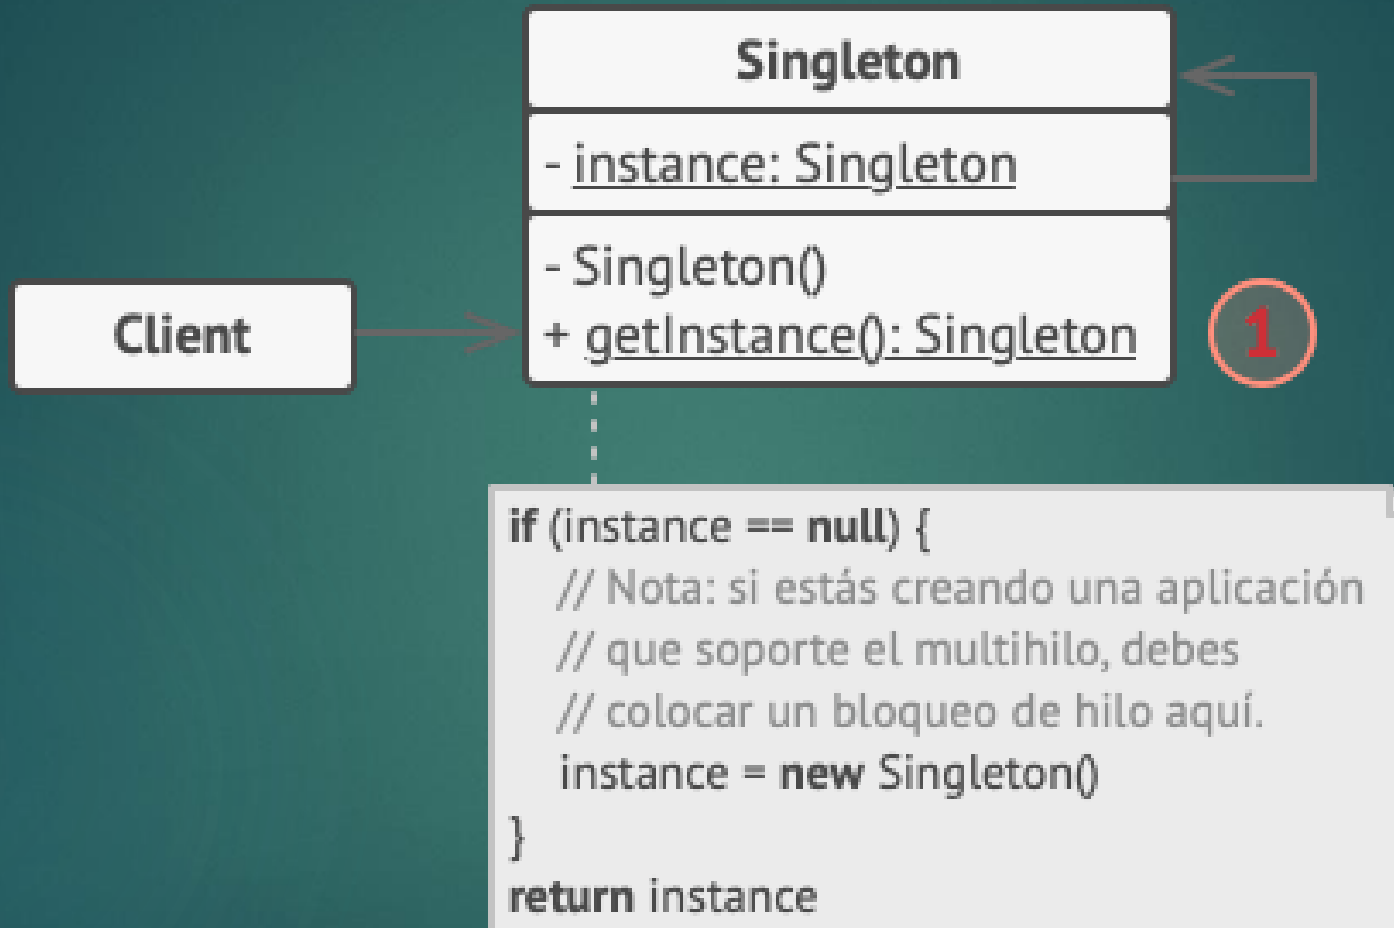 Singleton
- instance: Singleton
- Singleton()
+ getInstance(): Singleton
Client
1
if (instance == null) {
// Nota: si estás creando una aplicación
// que soporte el multihilo, debes
// colocar un bloqueo de hilo aquí.
instance = new Singleton()
}
return instance